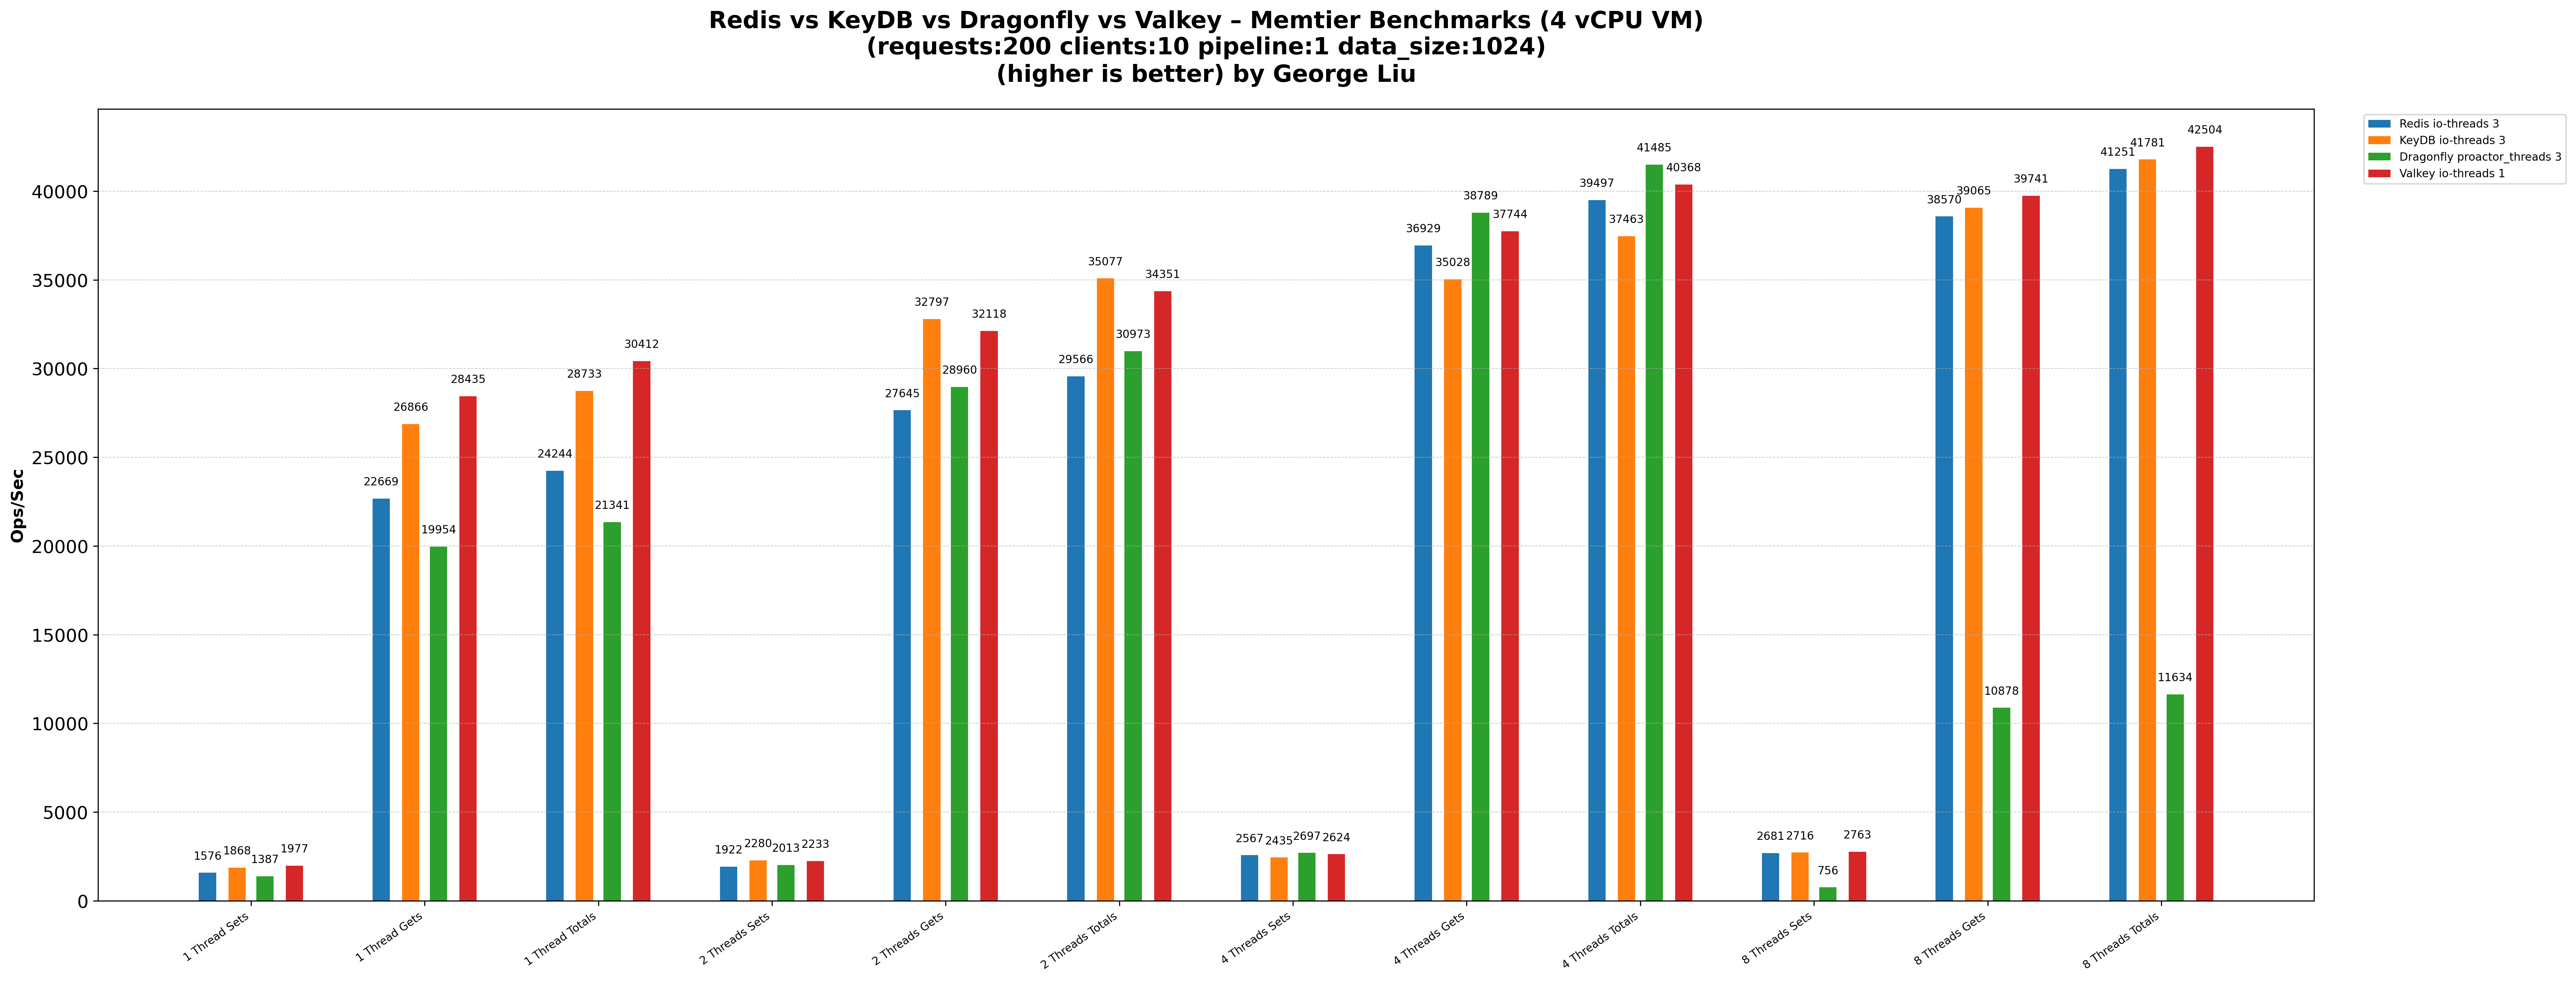 Redis vs KeyDB vs Dragonfly vs Valkey – Memtier Benchmarks (4 vCPU VM)
(requests:200 clients:10 pipeline:1 data_size:1024)
(higher is better) by George Liu
Redis io-threads 3
KeyDB io-threads 3
Dragonfly proactor_threads 3
Valkey io-threads 1
Ops/Sec
40000
35000
30000
25000
20000
15000
10000
5000
0
1576 1868 1387 1977
22669 26866 19954 28435
24244 28733 21341 30412
1922 2280 2013 2233
27645 32797 28960 32118
29566 35077 30973 34351
2567 2435 2697 2624
36929 35028 38789 37744
39497 37463 41485 40368
2681 2716 756 2763
38570 39065 10878 39741
41251 41781 11634 42504
1 Thread Sets
1 Thread Gets
1 Thread Totals
2 Threads Sets
2 Threads Gets
2 Threads Totals
4 Threads Sets
4 Threads Gets
4 Threads Totals
8 Threads Sets
8 Threads Gets
8 Threads Totals